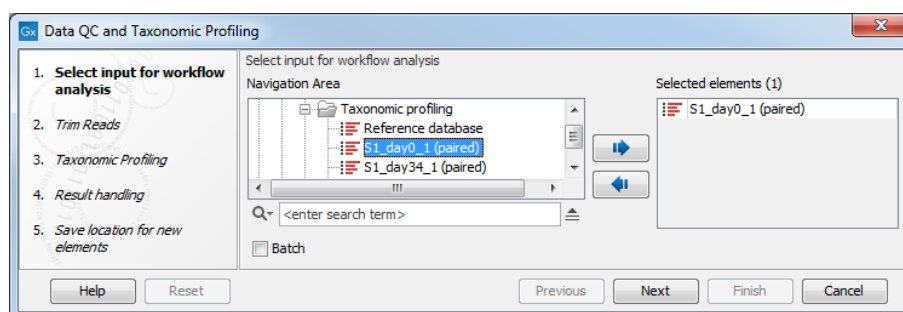 Gx Data QC and Taxonomic Profiling
1. Select input for workflow
analysis
2. Trim Reads
3. Taxonomic Profiling
4. Result handling
5. Save location for new
elements
Select input for workflow analysis
Navigation Area
Taxonomic profiling
Reference database
S1_day0_1 (paired)
S1_day34_1 (paired)
<enter search term>
Batch
Selected elements (1)
S1_day0_1 (paired)
Help Reset Previous Next Finish Cancel